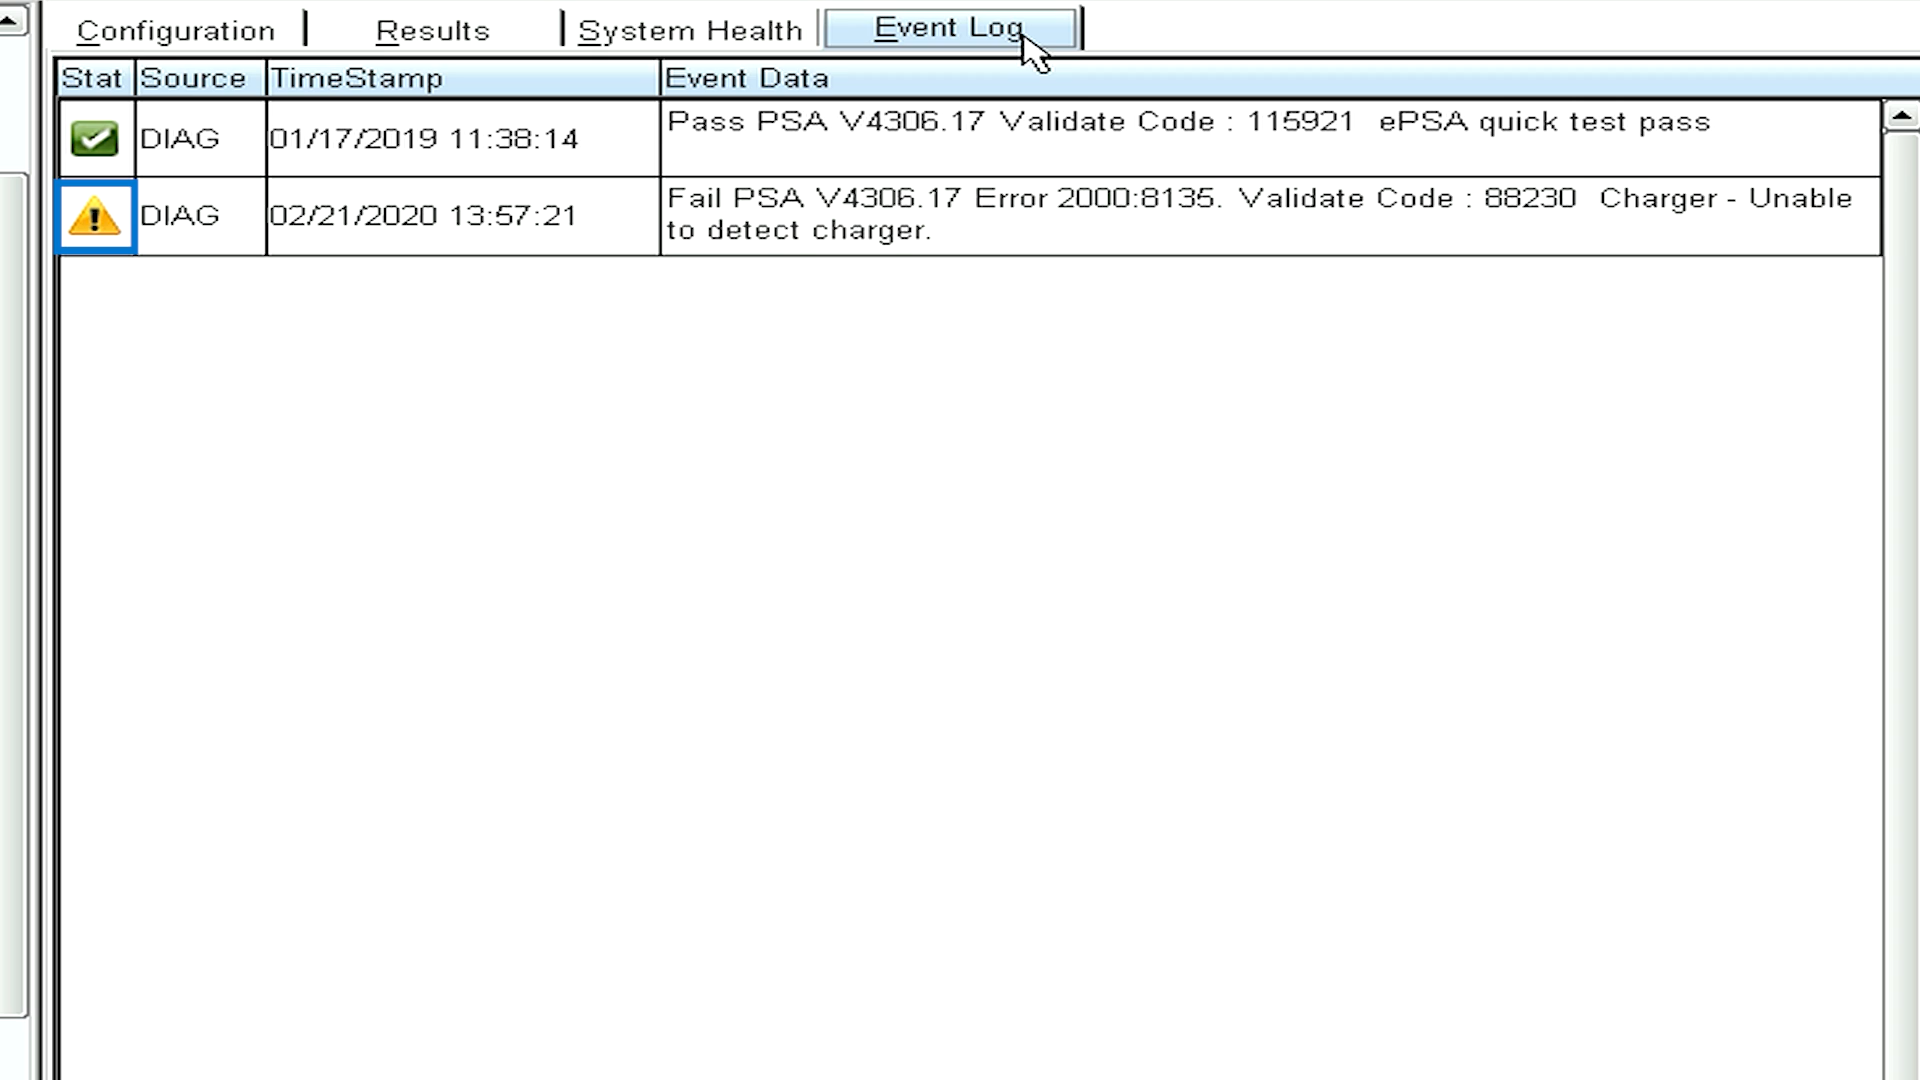 Configuration
Results
System Health
Event Log
Stat Source TimeStamp Event Data
DIAG 01/17/2019 11:38:14 Pass PSA V4306.17 Validate Code : 115921 ePSA quick test pass
DIAG 02/21/2020 13:57:21 Fail PSA V4306.17 Error 2000:8135. Validate Code : 88230 Charger - Unable
to detect charger.